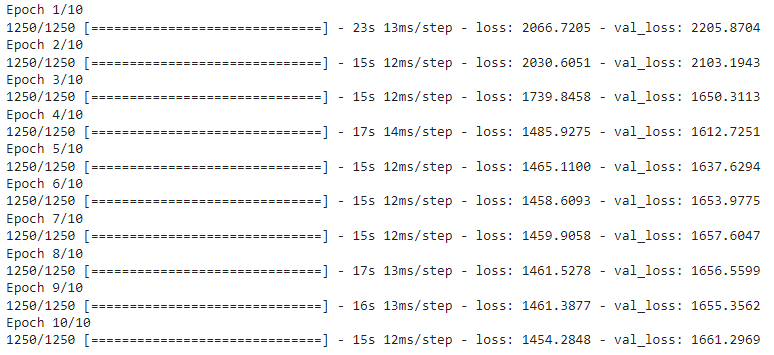 Epoch 1/10
1250/1250 [==============================] - 23s 13ms/step - loss: 2066.7205 - val_loss: 2205.8704
Epoch 2/10
1250/1250 [==============================] - 15s 12ms/step - loss: 2030.6051 - val_loss: 2103.1943
Epoch 3/10
1250/1250 [==============================] - 15s 12ms/step - loss: 1739.8458 - val_loss: 1650.3113
Epoch 4/10
1250/1250 [==============================] - 17s 14ms/step - loss: 1485.9275 - val_loss: 1612.7251
Epoch 5/10
1250/1250 [==============================] - 15s 12ms/step - loss: 1465.1100 - val_loss: 1637.6294
Epoch 6/10
1250/1250 [==============================] - 15s 12ms/step - loss: 1458.6093 - val_loss: 1653.9775
Epoch 7/10
1250/1250 [==============================] - 15s 12ms/step - loss: 1459.9058 - val_loss: 1657.6047
Epoch 8/10
1250/1250 [==============================] - 17s 13ms/step - loss: 1461.5278 - val_loss: 1656.5599
Epoch 9/10
1250/1250 [==============================] - 16s 13ms/step - loss: 1461.3877 - val_loss: 1655.3562
Epoch 10/10
1250/1250 [==============================] - 15s 12ms/step - loss: 1454.2848 - val_loss: 1661.2969